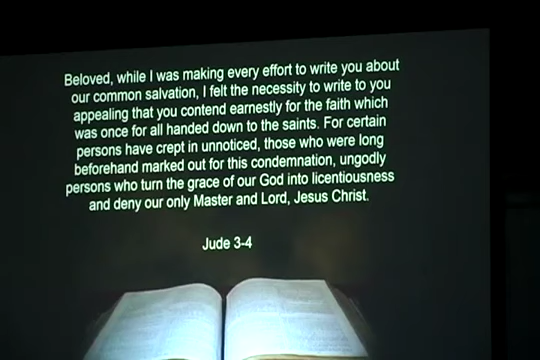 Beloved, while I was making every effort to write you about
our common salvation, I felt the necessity to write to you
appealing that you contend earnestly for the faith which
was once for all handed down to the saints. For certain
persons have crept in unnoticed, those who were long
beforehand marked out for this condemnation, ungodly
persons who turn the grace of our God into licentiousness
and deny our only Master and Lord, Jesus Christ.
Jude 3-4